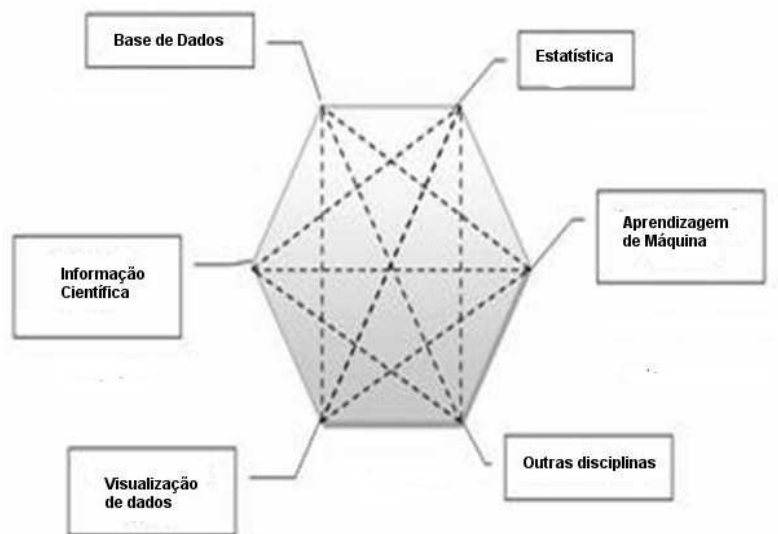 Base de Dados
Estatística
Aprendizagem
de Máquina
Informação
Científica
Visualização
de dados
Outras disciplinas